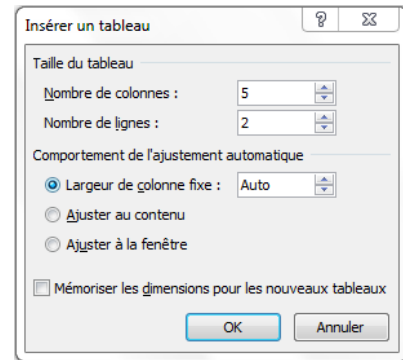 Insérer un tableau
Taille du tableau
Nombre de colonnes : 5
Nombre de lignes : 2
Comportement de l'ajustement automatique
Largeur de colonne fixe : Auto
Ajuster au contenu
Ajuster à la fenêtre
Mémoriser les dimensions pour les nouveaux tableaux
OK Annuler